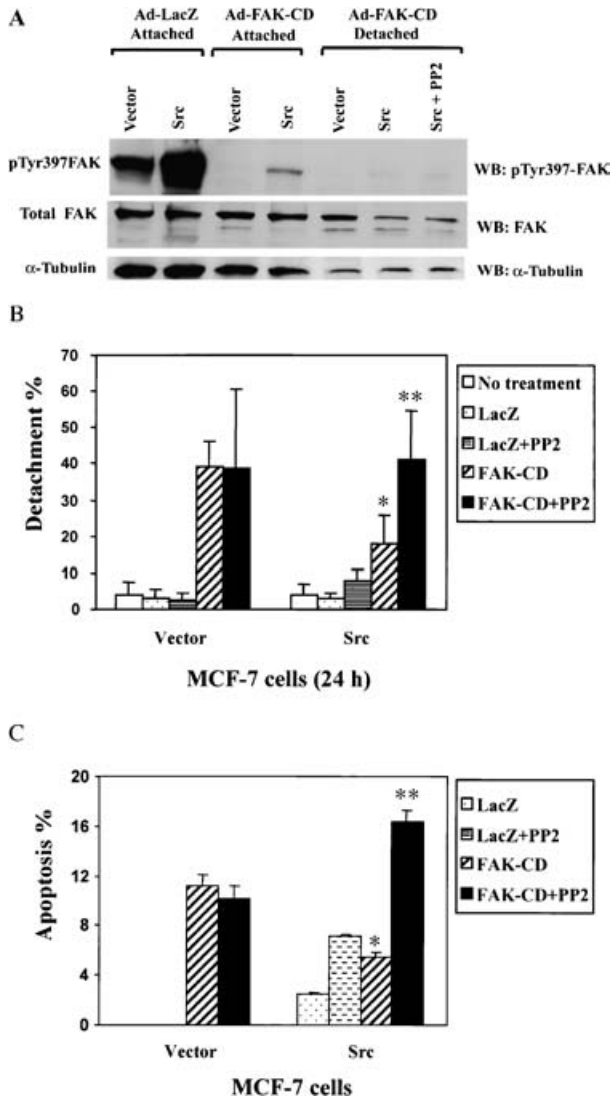 A
Ad-LacZ Attached
Ad-FAK-CD Attached
Ad-FAK-CD Detached
Vector
Src
Vector
Src
Vector
Src
Src + PP2
pTyr397FAK
WB: pTyr397-FAK
Total FAK
WB: FAK
α-Tubulin
WB: α-Tubulin
B
Detachment %
70
60
50
40
30
20
10
0
*
**
Vector
Src
MCF-7 cells (24 h)
No treatment
LacZ
LacZ+PP2
FAK-CD
FAK-CD+PP2
C
Apoptosis %
20
16
12
8
4
0
*
**
Vector
Src
MCF-7 cells
LacZ
LacZ+PP2
FAK-CD
FAK-CD+PP2